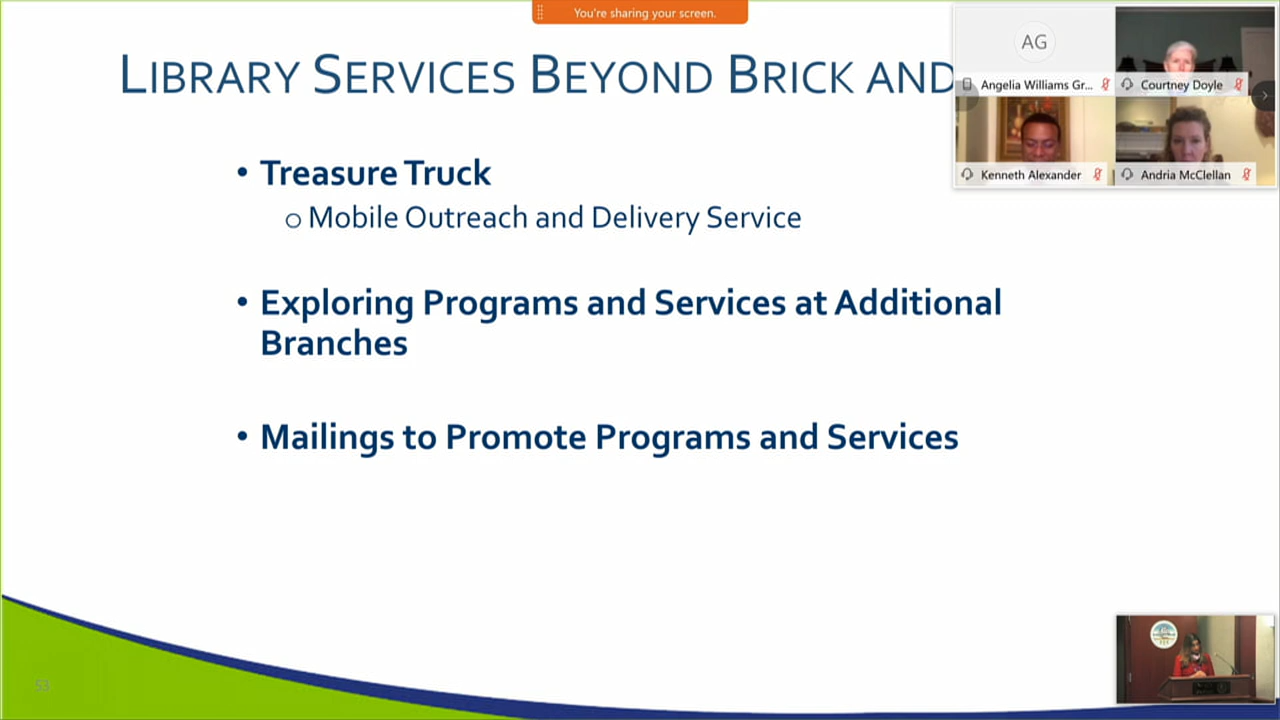 You're sharing your screen.
LIBRARY SERVICES BEYOND BRICK AND
AG
Angelia Williams Gr...
Courtney Doyle
Kenneth Alexander
Andria McClellan
• Treasure Truck
o Mobile Outreach and Delivery Service
• Exploring Programs and Services at Additional
Branches
• Mailings to Promote Programs and Services
53